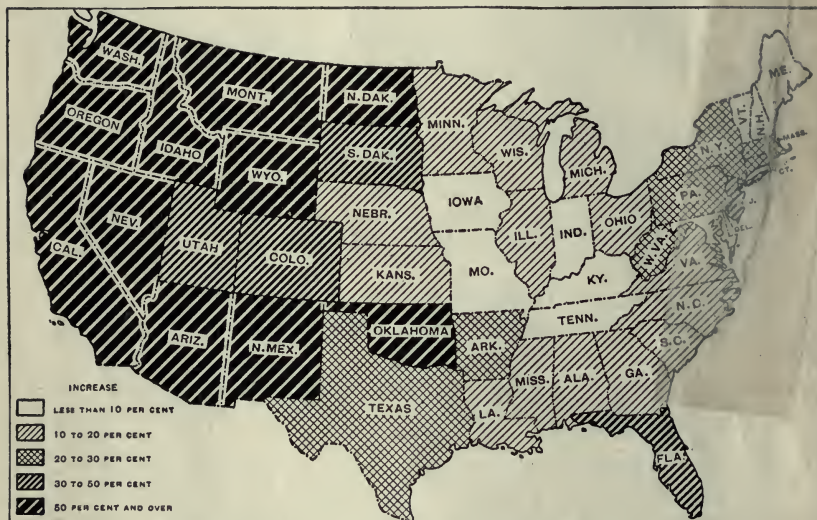 WASH.
OREGON
CAL.
NEV.
IDAHO
MONT.
WYO.
UTAH
COLO.
ARIZ.
N.MEX.
N.DAK.
S.DAK.
NEBR.
KANS.
OKLAHOMA
TEXAS
MINN.
IOWA
MO.
ARK.
LA.
WIS.
ILL.
MICH.
IND.
OHIO
KY.
TENN.
MISS.
ALA.
GA.
FLA.
S.C.
N.C.
VA.
W.VA.
PA.
N.Y.
VT.
N.H.
ME.
MASS.
CT.
J.
DEL.
INCREASE
LESS THAN 10 PER CENT
10 TO 20 PER CENT
20 TO 30 PER CENT
30 TO 50 PER CENT
50 PER CENT AND OVER